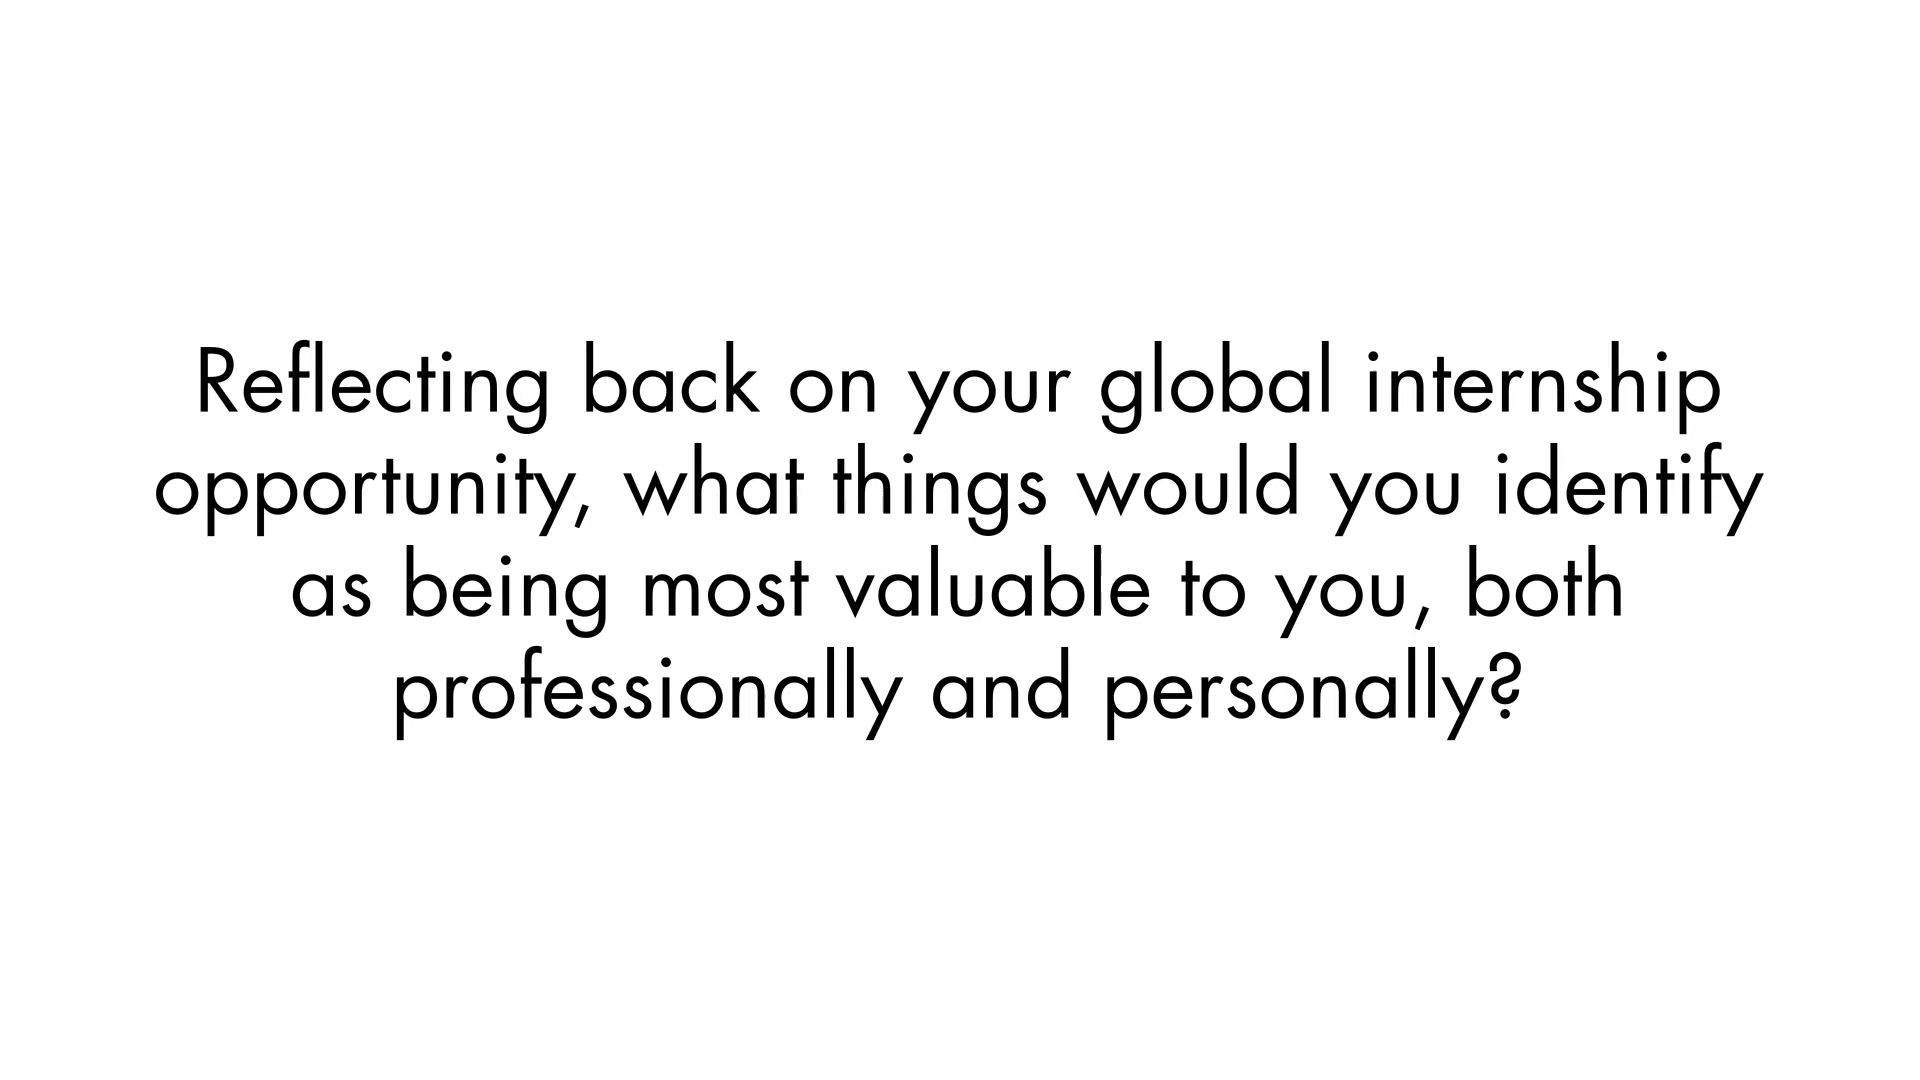 Reflecting back on your global internship
opportunity, what things would you identify
as being most valuable to you, both
professionally and personally?